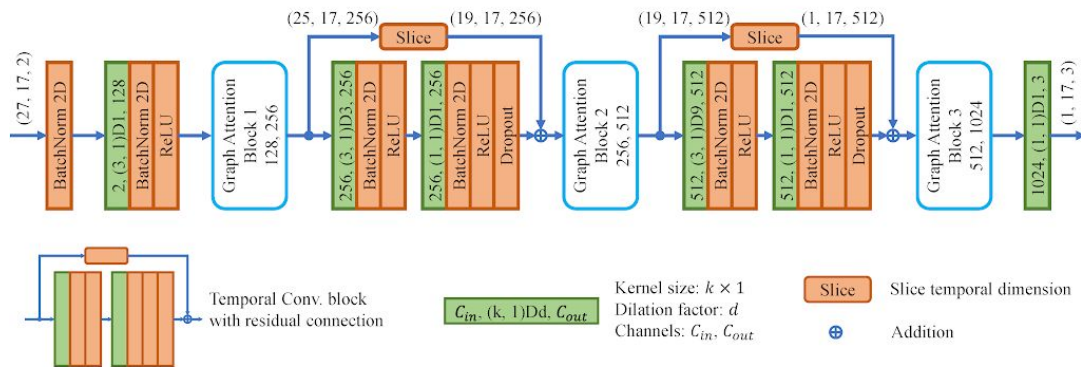 (27, 17, 2)
BatchNorm 2D
2, (3, 1)D1, 128
BatchNorm 2D
ReLU
Graph Attention
Block 1
128, 256
(25, 17, 256)
Slice
(19, 17, 256)
256, (3, 1)D3, 256
BatchNorm 2D
ReLU
256, (1, 1)D1, 256
BatchNorm 2D
ReLU
Dropout
Graph Attention
Block 2
256, 512
(19, 17, 512)
Slice
(1, 17, 512)
512, (3, 1)D9, 512
BatchNorm 2D
ReLU
512, (1, 1)D1, 512
BatchNorm 2D
ReLU
Dropout
Graph Attention
Block 3
512, 1024
1024, (1, 1)D1, 3
(1, 17, 3)
Temporal Conv. block
with residual connection
C_in, (k, 1)Dd, C_out
Kernel size: k × 1
Dilation factor: d
Channels: C_in, C_out
Slice
Slice temporal dimension
Addition